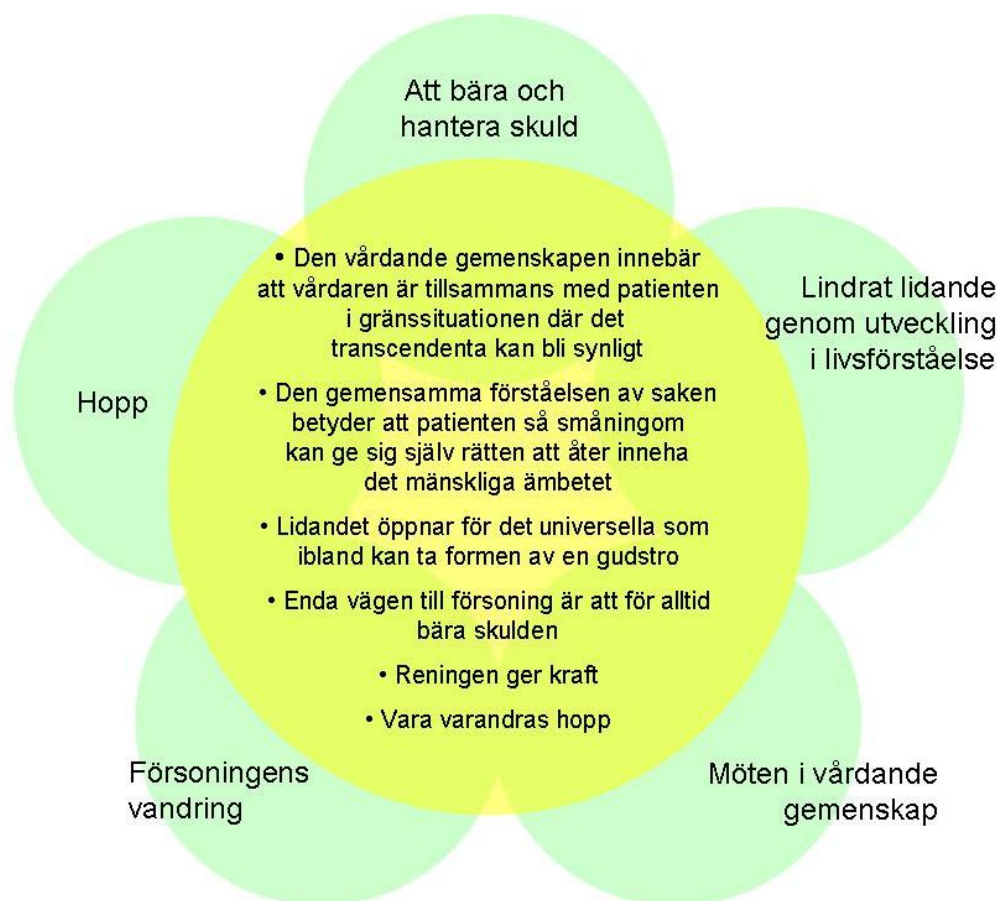 Att bära och
hantera skuld
• Den vårdande gemenskapen innebär
att vårdaren är tillsammans med patienten
i gränssituationen där det
transcendenta kan bli synligt
• Den gemensamma förståelsen av saken
betyder att patienten så småningom
kan ge sig själv rätten att åter inneha
det mänskliga ämbetet
• Lidandet öppnar för det universella som
ibland kan ta formen av en gudstro
• Enda vägen till försoning är att för alltid
bära skulden
• Reningen ger kraft
• Vara varandras hopp
Lindrat lidande
genom utveckling
i livsförståelse
Hopp
Försoningens
vandring
Möten i vårdande
gemenskap